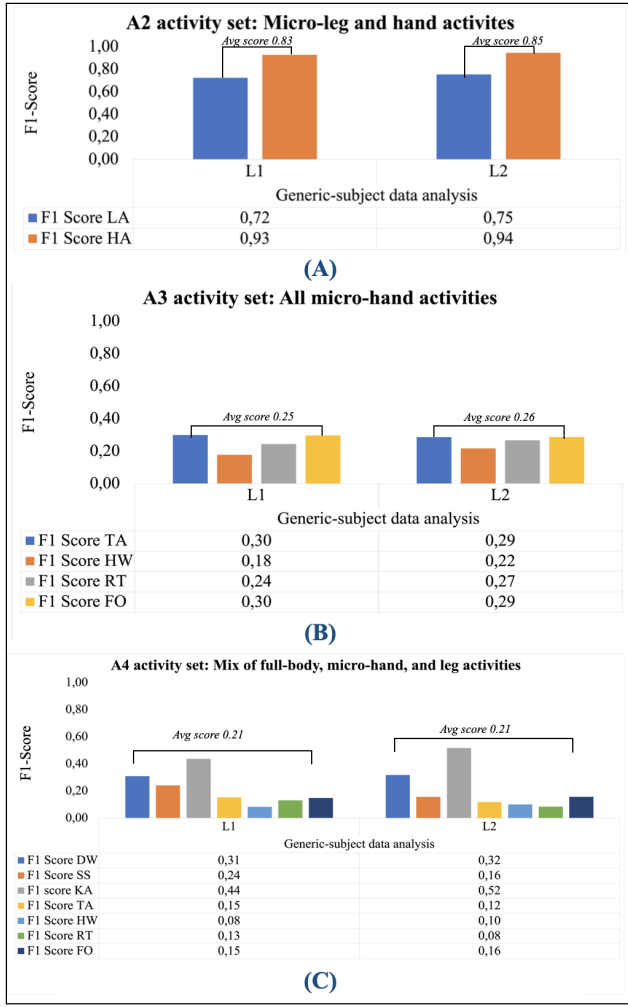 A2 activity set: Micro-leg and hand activites
Avg score 0.83
Avg score 0.85
1,00
0,80
0,60
0,40
0,20
0,00
F1-Score
L1 L2
Generic-subject data analysis
F1 Score LA 0,72 0,75
F1 Score HA 0,93 0,94
(A)
A3 activity set: All micro-hand activities
1,00
0,80
0,60
0,40
0,20
0,00
F1-Score
Avg score 0.25
Avg score 0.26
L1 L2
Generic-subject data analysis
F1 Score TA 0,30 0,29
F1 Score HW 0,18 0,22
F1 Score RT 0,24 0,27
F1 Score FO 0,30 0,29
(B)
A4 activity set: Mix of full-body, micro-hand, and leg activities
1,00
0,80
0,60
0,40
0,20
0,00
F1-Score
Avg score 0.21
Avg score 0.21
L1 L2
Generic-subject data analysis
F1 Score DW 0,31 0,32
F1 Score SS 0,24 0,16
F1 score KA 0,44 0,52
F1 Score TA 0,15 0,12
F1 Score HW 0,08 0,10
F1 Score RT 0,13 0,08
F1 Score FO 0,15 0,16
(C)